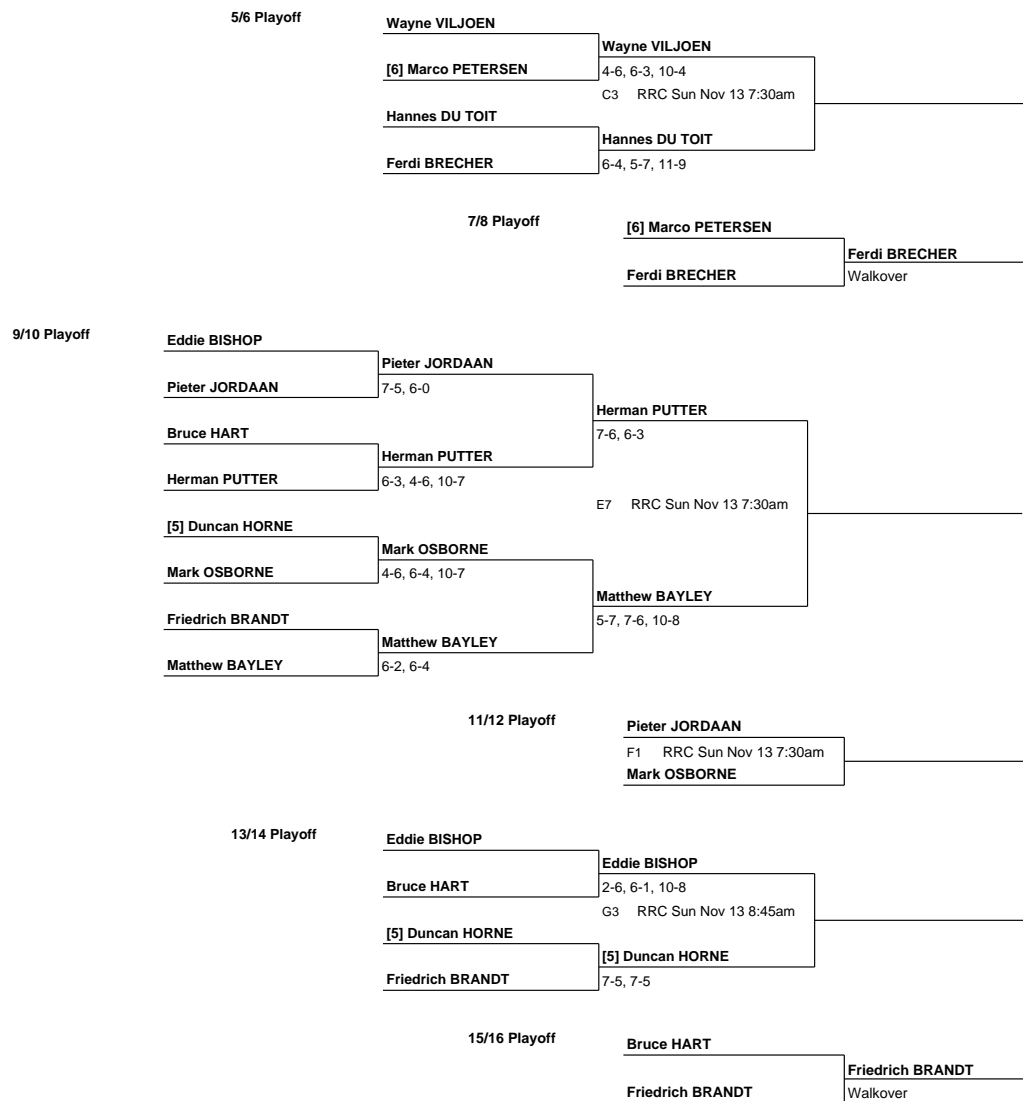 5/6 Playoff
Wayne VILJOEN
Wayne VILJOEN
[6] Marco PETERSEN
4-6, 6-3, 10-4
C3 RRC Sun Nov 13 7:30am
Hannes DU TOIT
Hannes DU TOIT
Ferdi BRECHER
6-4, 5-7, 11-9
7/8 Playoff
[6] Marco PETERSEN
Ferdi BRECHER
Ferdi BRECHER
Walkover
9/10 Playoff
Eddie BISHOP
Pieter JORDAAN
Pieter JORDAAN
7-5, 6-0
Herman PUTTER
Bruce HART
7-6, 6-3
Herman PUTTER
Herman PUTTER
6-3, 4-6, 10-7
E7 RRC Sun Nov 13 7:30am
[5] Duncan HORNE
Mark OSBORNE
Mark OSBORNE
4-6, 6-4, 10-7
Matthew BAYLEY
Friedrich BRANDT
5-7, 7-6, 10-8
Matthew BAYLEY
Matthew BAYLEY
6-2, 6-4
11/12 Playoff
Pieter JORDAAN
F1 RRC Sun Nov 13 7:30am
Mark OSBORNE
13/14 Playoff
Eddie BISHOP
Eddie BISHOP
Bruce HART
2-6, 6-1, 10-8
G3 RRC Sun Nov 13 8:45am
[5] Duncan HORNE
[5] Duncan HORNE
Friedrich BRANDT
7-5, 7-5
15/16 Playoff
Bruce HART
Friedrich BRANDT
Friedrich BRANDT
Walkover